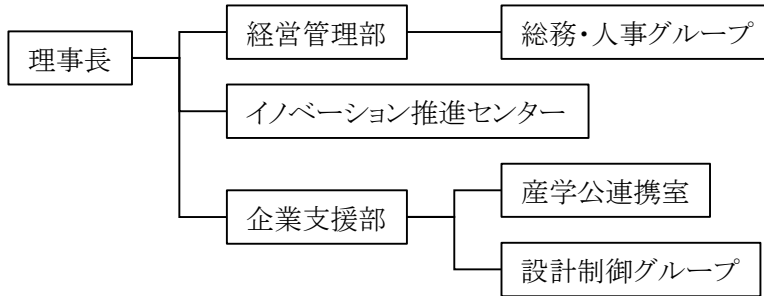 理事長
経営管理部
総務・人事グループ
イノベーション推進センター
企業支援部
産学公連携室
設計制御グループ